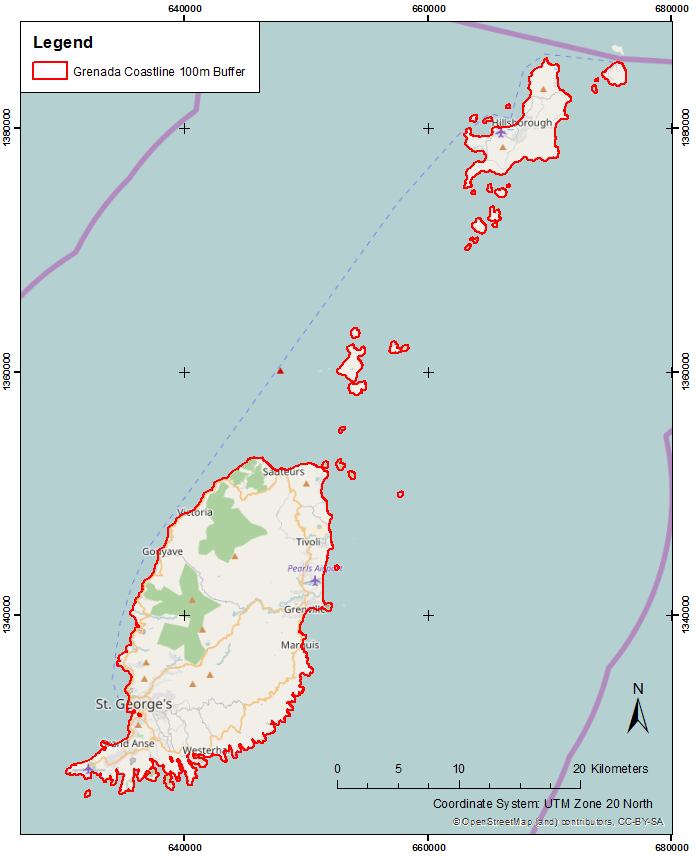 640000 660000 680000
Legend
Grenada Coastline 100m Buffer
1380000 1380000
Hillsborough
1360000 1360000
Sauteurs
Victoria
Gouyave
Tivoli
Pearls Airport
1340000 1340000
Grenville
Marquis
St. George's
Grand Anse
Westerhall
N
0 5 10 20 Kilometers
Coordinate System: UTM Zone 20 North
© OpenStreetMap (and) contributors, CC-BY-SA
640000 660000 680000